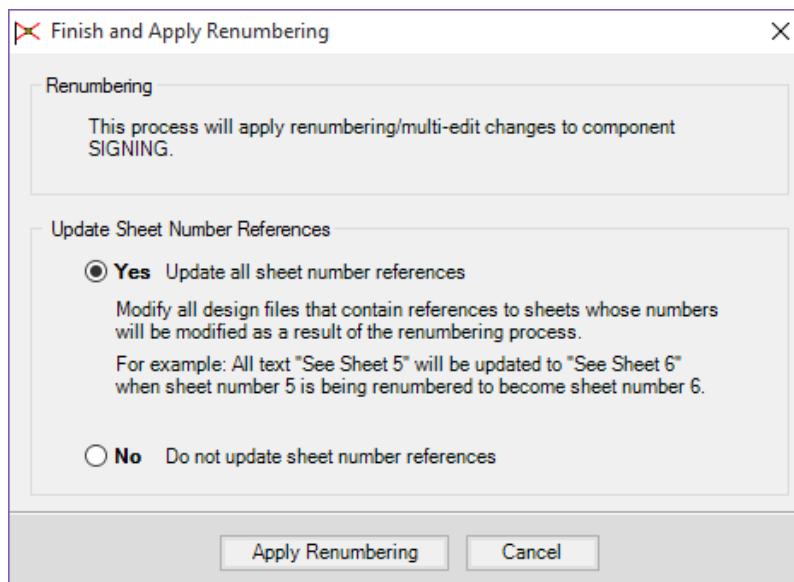 Finish and Apply Renumbering
Renumbering
This process will apply renumbering/multi-edit changes to component
SIGNING.
Update Sheet Number References
Yes Update all sheet number references
Modify all design files that contain references to sheets whose numbers
will be modified as a result of the renumbering process.
For example: All text "See Sheet 5" will be updated to "See Sheet 6"
when sheet number 5 is being renumbered to become sheet number 6.
No Do not update sheet number references
Apply Renumbering Cancel